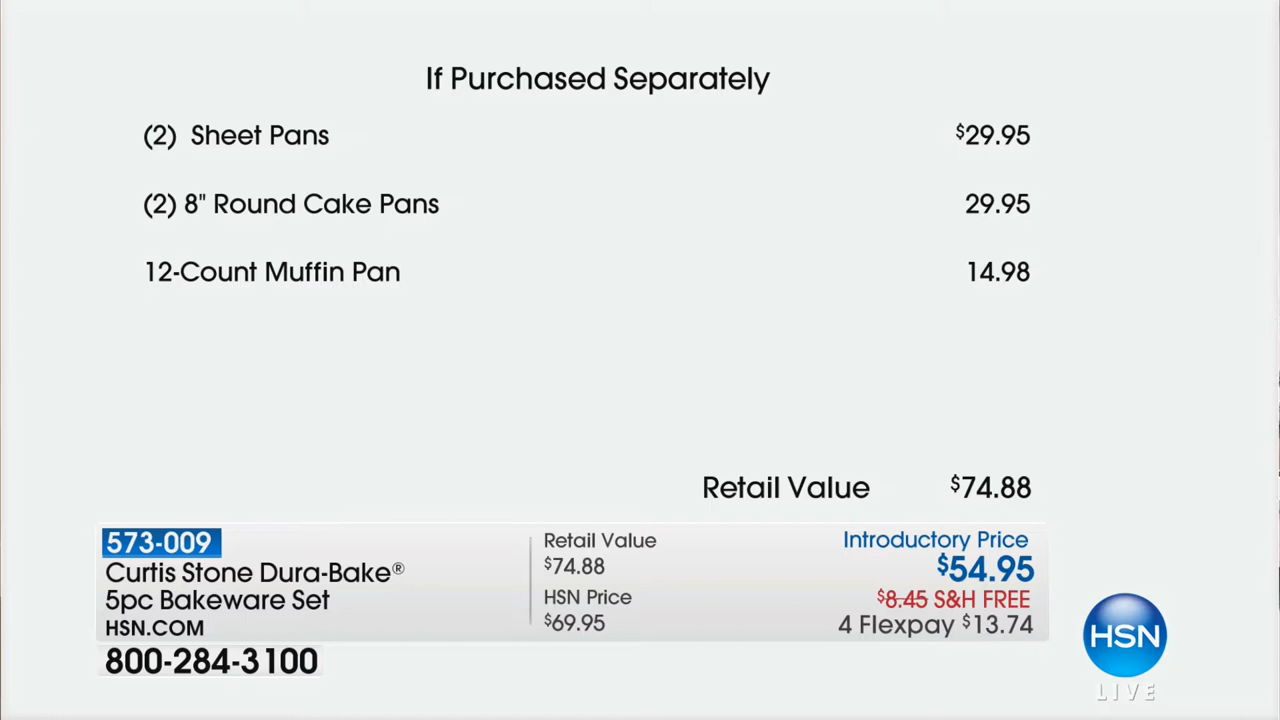 If Purchased Separately
(2) Sheet Pans $29.95
(2) 8" Round Cake Pans 29.95
12-Count Muffin Pan 14.98
Retail Value $74.88
573-009
Curtis Stone Dura-Bake®
5pc Bakeware Set
HSN.COM
800-284-3100
Retail Value
$74.88
HSN Price
$69.95
Introductory Price
$54.95
$8.45 S&H FREE
4 Flexpay $13.74
HSN
LIVE